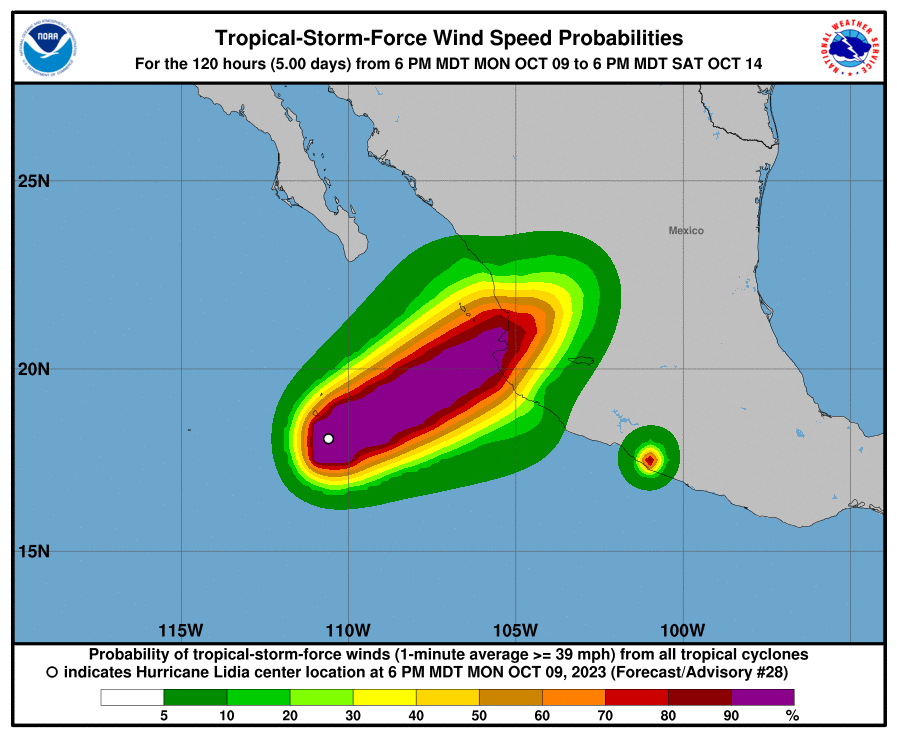 Tropical-Storm-Force Wind Speed Probabilities
For the 120 hours (5.00 days) from 6 PM MDT MON OCT 09 to 6 PM MDT SAT OCT 14
NOAA
NATIONAL WEATHER SERVICE
25N
Mexico
20N
15N
115W 110W 105W 100W
Probability of tropical-storm-force winds (1-minute average >= 39 mph) from all tropical cyclones
indicates Hurricane Lidia center location at 6 PM MDT MON OCT 09, 2023 (Forecast/Advisory #28)
5 10 20 30 40 50 60 70 80 90 %